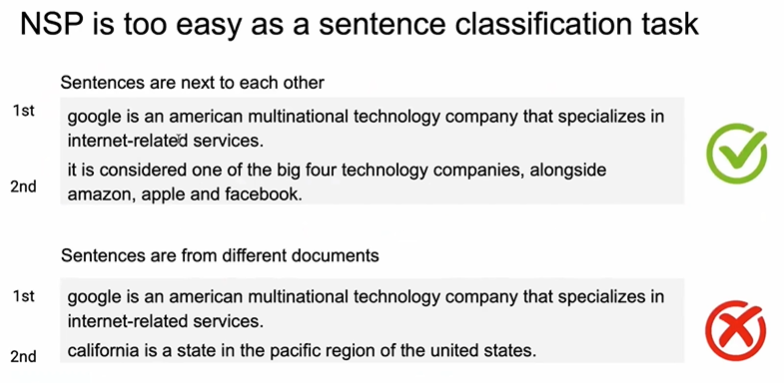 NSP is too easy as a sentence classification task
Sentences are next to each other
1st
google is an american multinational technology company that specializes in
internet-related services.
2nd
it is considered one of the big four technology companies, alongside
amazon, apple and facebook.
Sentences are from different documents
1st
google is an american multinational technology company that specializes in
internet-related services.
2nd
california is a state in the pacific region of the united states.